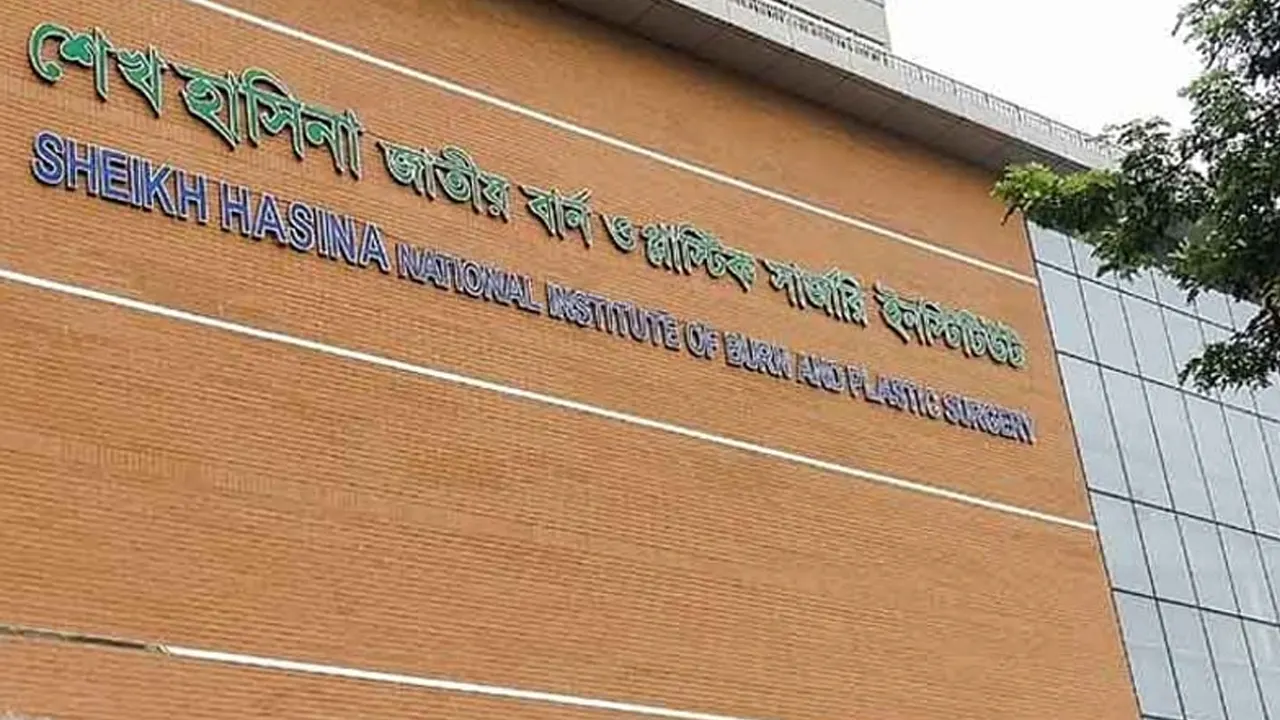 শেখ হাসিনা জাতীয় বার্ন ও প্লাস্টিক সার্জারি ইনস্টিটিউট
SHEIKH HASINA NATIONAL INSTITUTE OF BURN AND PLASTIC SURGERY